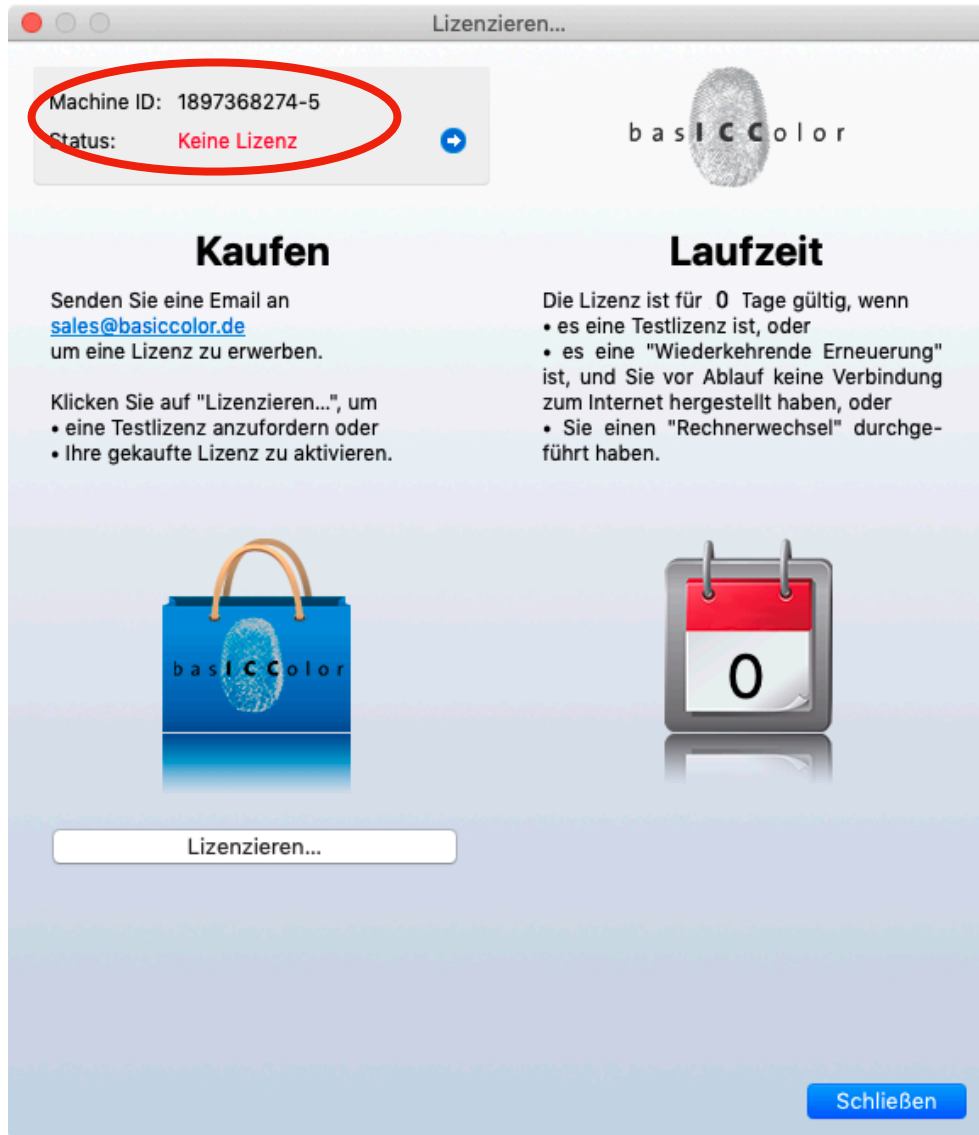 Lizenzieren...
Machine ID: 1897368274-5
Status: Keine Lizenz
basICColor
Kaufen
Senden Sie eine Email an
sales@basiccolor.de
um eine Lizenz zu erwerben.
Klicken Sie auf "Lizenzieren...", um
• eine Testlizenz anzufordern oder
• Ihre gekaufte Lizenz zu aktivieren.
basICColor
Lizenzieren...
Laufzeit
Die Lizenz ist für 0 Tage gültig, wenn
• es eine Testlizenz ist, oder
• es eine "Wiederkehrende Erneuerung"
ist, und Sie vor Ablauf keine Verbindung
zum Internet hergestellt haben, oder
• Sie einen "Rechnerwechsel" durchge-
führt haben.
0
Schließen